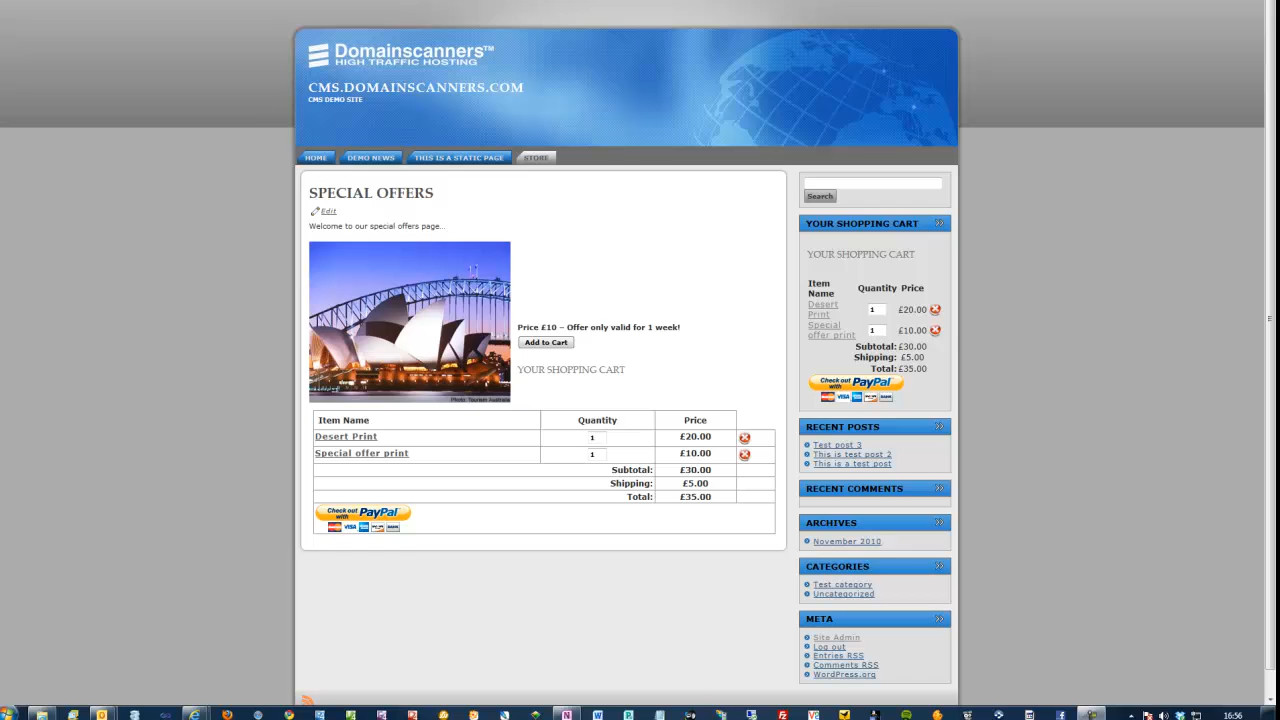 Domainscanners™
HIGH TRAFFIC HOSTING
CMS.DOMAINSCANNERS.COM
CMS DEMO SITE
HOME
DEMO NEWS
THIS IS A STATIC PAGE
STORE
SPECIAL OFFERS
Edit
Welcome to our special offers page...
Photo: Tourism Australia
Price £10 – Offer only valid for 1 week!
Add to Cart
YOUR SHOPPING CART
Item Name Quantity Price
Desert Print 1 £20.00
Special offer print 1 £10.00
Subtotal: £30.00
Shipping: £5.00
Total: £35.00
Check out with PayPal
VISA
BANK
Search
YOUR SHOPPING CART
YOUR SHOPPING CART
Item Name Quantity Price
Desert Print 1 £20.00
Special offer print 1 £10.00
Subtotal: £30.00
Shipping: £5.00
Total: £35.00
Check out with PayPal
VISA
BANK
RECENT POSTS
Test post 3
This is test post 2
This is a test post
RECENT COMMENTS
ARCHIVES
November 2010
CATEGORIES
Test category
Uncategorized
META
Site Admin
Log out
Entries RSS
Comments RSS
WordPress.org
16:56